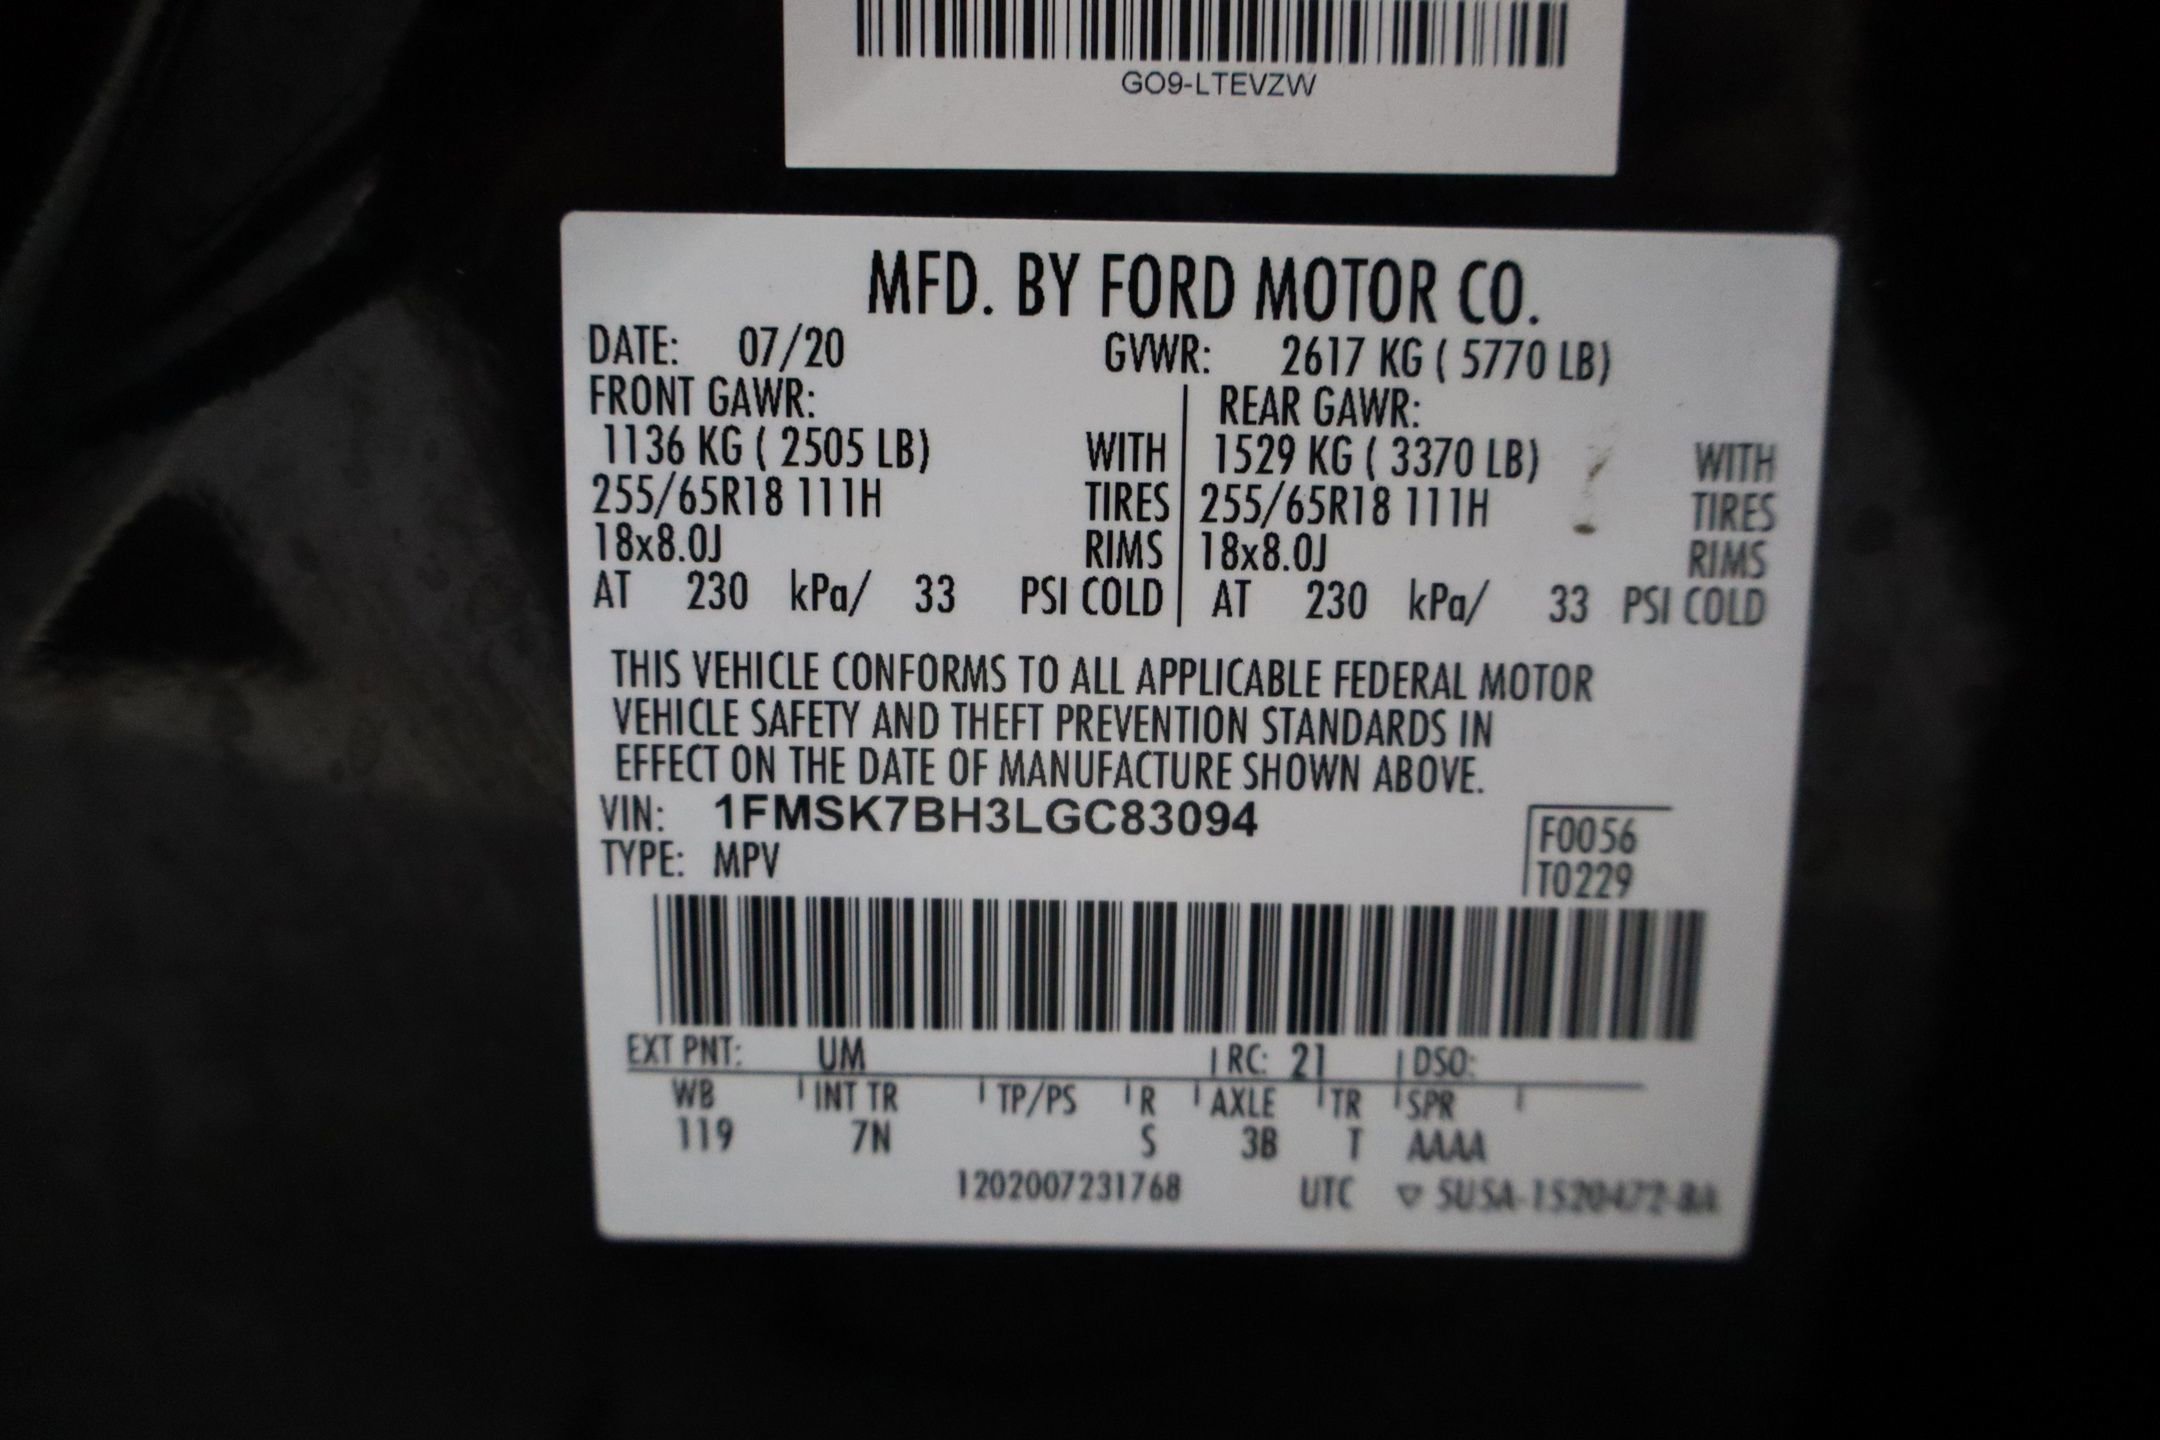 GO9-LTEVZW
MFD. BY FORD MOTOR CO.
DATE: 07/20 GVWR: 2617 KG ( 5770 LB)
FRONT GAWR: REAR GAWR:
1136 KG ( 2505 LB) WITH 1529 KG ( 3370 LB) WITH
255/65R18 111H TIRES 255/65R18 111H TIRES
18x8.0J RIMS 18x8.0J RIMS
AT 230 kPa/ 33 PSI COLD AT 230 kPa/ 33 PSI COLD
THIS VEHICLE CONFORMS TO ALL APPLICABLE FEDERAL MOTOR
VEHICLE SAFETY AND THEFT PREVENTION STANDARDS IN
EFFECT ON THE DATE OF MANUFACTURE SHOWN ABOVE.
VIN: 1FMSK7BH3LGC83094
TYPE: MPV
F0056
T0229
EXT PNT: UM RC: 21 DSO:
WB INT TR TP/PS R AXLE TR SPR
119 7N S 3B T AAAA
1202007231768 UTC